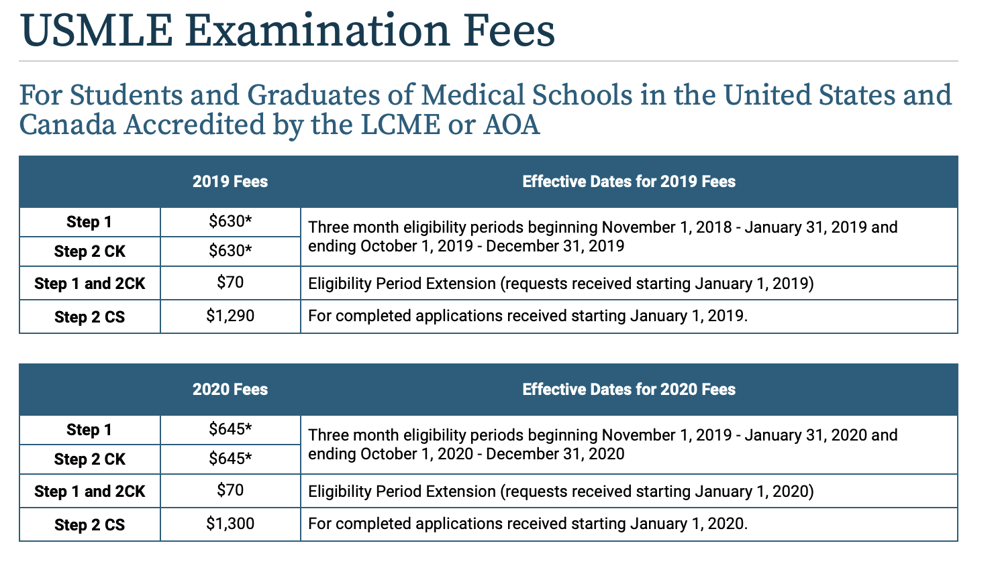 USMLE Examination Fees
For Students and Graduates of Medical Schools in the United States and
Canada Accredited by the LCME or AOA
2019 Fees Effective Dates for 2019 Fees
Step 1 $630*
Three month eligibility periods beginning November 1, 2018 - January 31, 2019 and
ending October 1, 2019 - December 31, 2019
Step 2 CK $630*
Step 1 and 2CK $70 Eligibility Period Extension (requests received starting January 1, 2019)
Step 2 CS $1,290 For completed applications received starting January 1, 2019.
2020 Fees Effective Dates for 2020 Fees
Step 1 $645*
Three month eligibility periods beginning November 1, 2019 - January 31, 2020 and
ending October 1, 2020 - December 31, 2020
Step 2 CK $645*
Step 1 and 2CK $70 Eligibility Period Extension (requests received starting January 1, 2020)
Step 2 CS $1,300 For completed applications received starting January 1, 2020.